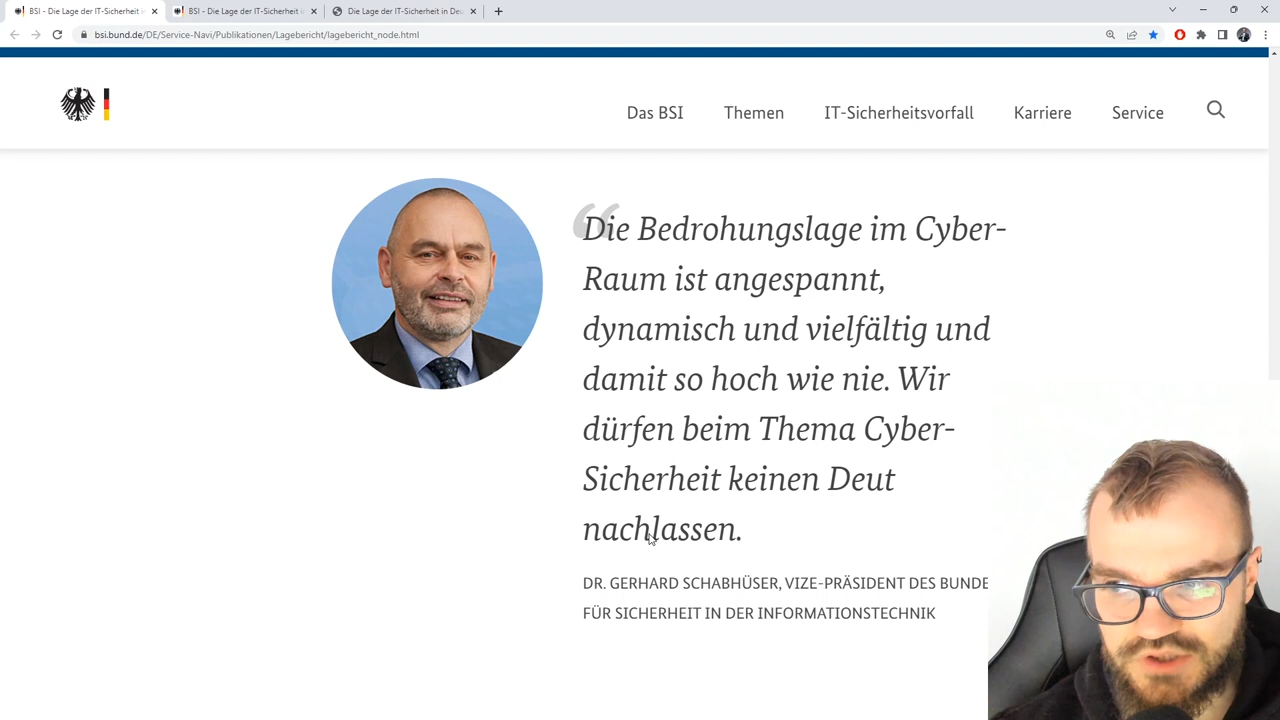 BSI - Die Lage der IT-Sicherheit in
BSI - Die Lage der IT-Sicherheit in
Die Lage der IT-Sicherheit in Deu
bsi.bund.de/DE/Service-Navi/Publikationen/Lagebericht/lagebericht_node.html
Das BSI Themen IT-Sicherheitsvorfall Karriere Service
“Die Bedrohungslage im Cyber-
Raum ist angespannt,
dynamisch und vielfältig und
damit so hoch wie nie. Wir
dürfen beim Thema Cyber-
Sicherheit keinen Deut
nachlassen.
DR. GERHARD SCHABHÜSER, VIZE-PRÄSIDENT DES BUNDE
FÜR SICHERHEIT IN DER INFORMATIONSTECHNIK